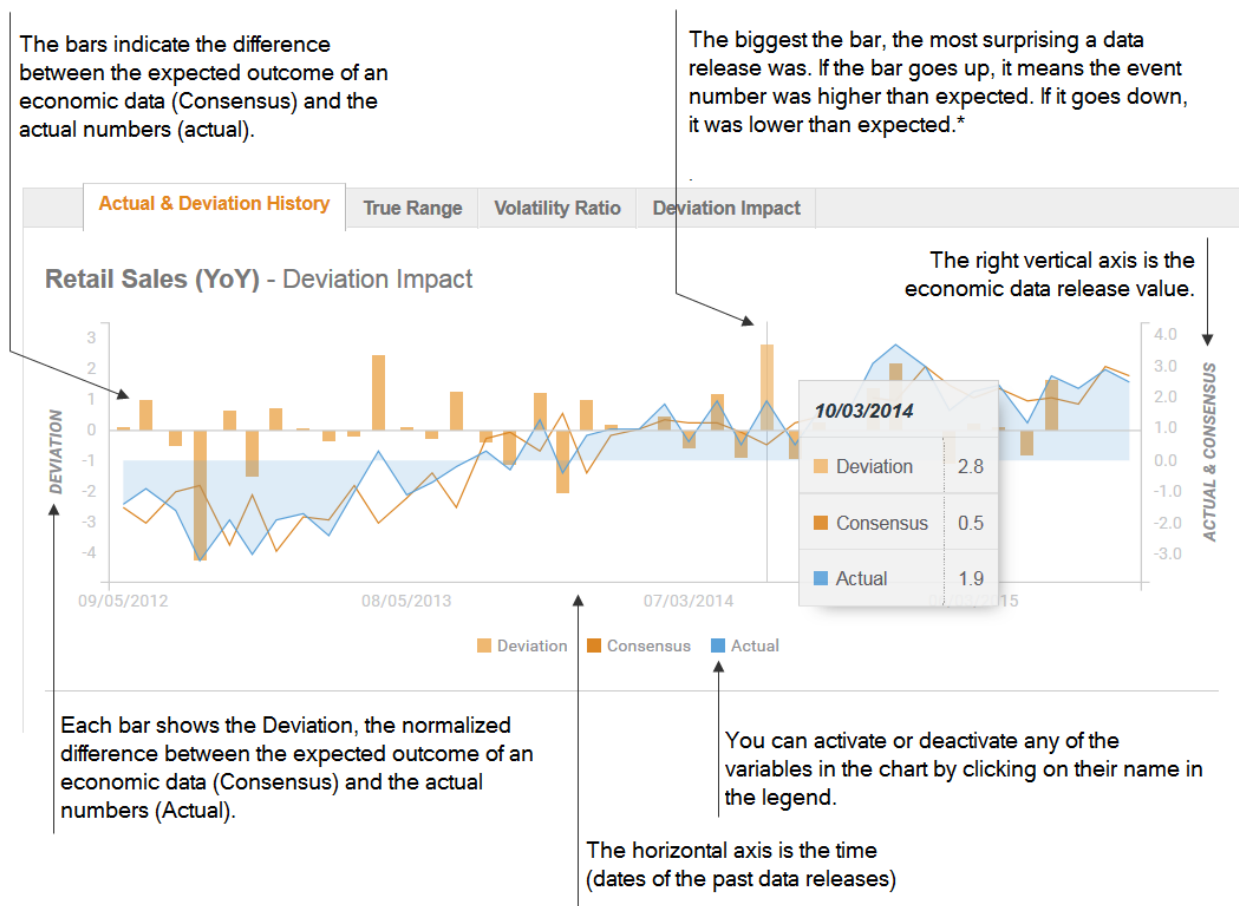 The bars indicate the difference
between the expected outcome of an
economic data (Consensus) and the
actual numbers (actual).
The biggest the bar, the most surprising a data
release was. If the bar goes up, it means the event
number was higher than expected. If it goes down,
it was lower than expected.*
.
Actual & Deviation History
True Range
Volatility Ratio
Deviation Impact
The right vertical axis is the
economic data release value.
Retail Sales (YoY) - Deviation Impact
3
2
1
0
-1
-2
-3
-4
DEVIATION
4.0
3.0
2.0
1.0
0.0
-1.0
-2.0
-3.0
ACTUAL & CONSENSUS
10/03/2014
Deviation 2.8
Consensus 0.5
Actual 1.9
09/05/2012
08/05/2013
07/03/2014
Deviation
Consensus
Actual
Each bar shows the Deviation, the normalized
difference between the expected outcome of an
economic data (Consensus) and the actual
numbers (Actual).
You can activate or deactivate any of the
variables in the chart by clicking on their name in
the legend.
The horizontal axis is the time
(dates of the past data releases)